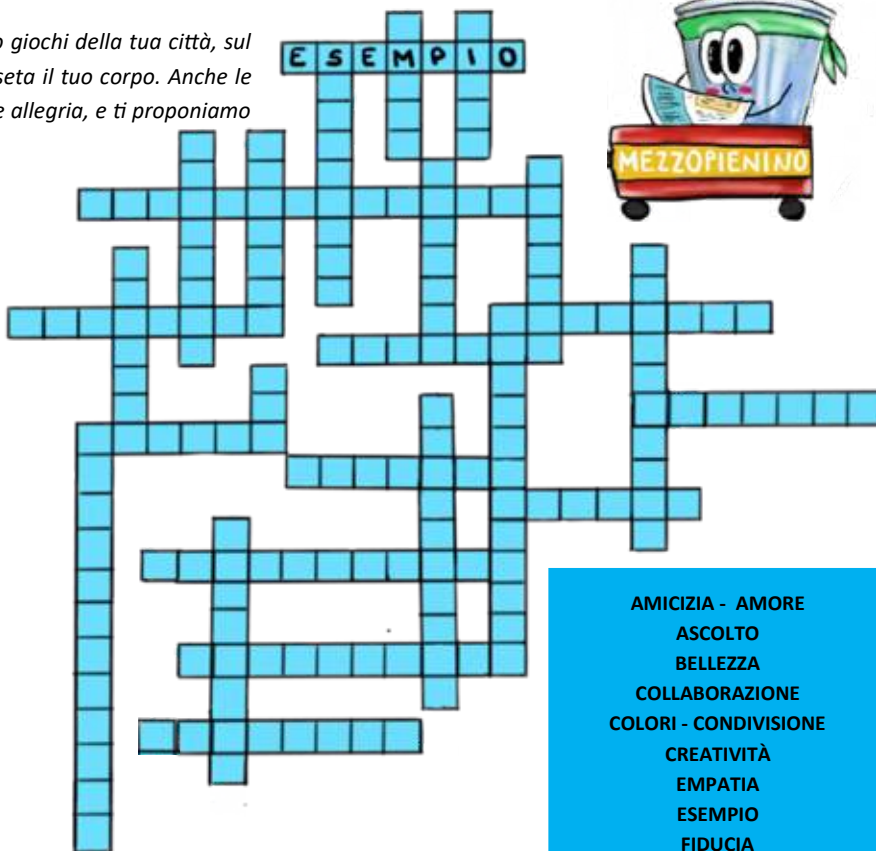 o giochi della tua città, sul
seta il tuo corpo. Anche le
e allegria, e ti proponiamo
ESEMPIO
MEZZOPIENINO
AMICIZIA - AMORE
ASCOLTO
BELLEZZA
COLLABORAZIONE
COLORI - CONDIVISIONE
CREATIVITÀ
EMPATIA
ESEMPIO
FIDUCIA